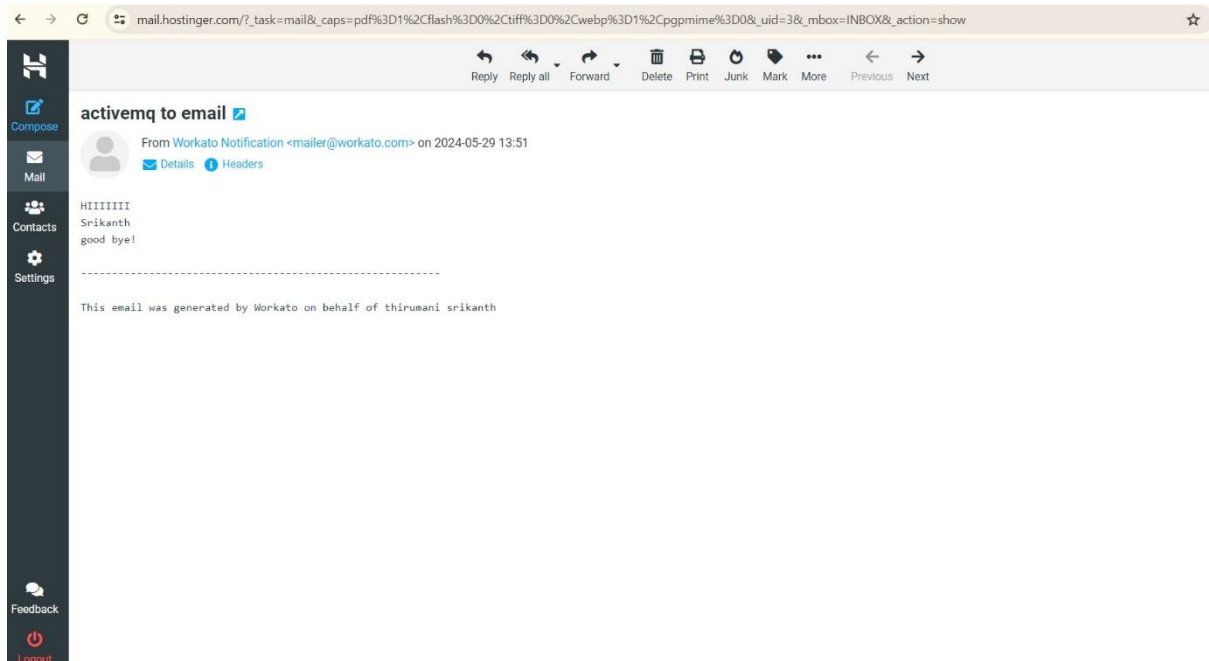 mail.hostinger.com/?_task=mail&_caps=pdf%3D1%2Cflash%3D0%2Ctiff%3D0%2Cwebp%3D1%2Cpgpmime%3D0&_uid=3&_mbox=INBOX&_action=show
Reply Reply all Forward Delete Print Junk Mark More Previous Next
Compose
Mail
Contacts
Settings
Feedback
Logout
activemq to email
From Workato Notification <mailer@workato.com> on 2024-05-29 13:51
Details Headers
HIIIIIII
Srikanth
good bye!
----------------------------------------------------------
This email was generated by Workato on behalf of thirumani srikanth